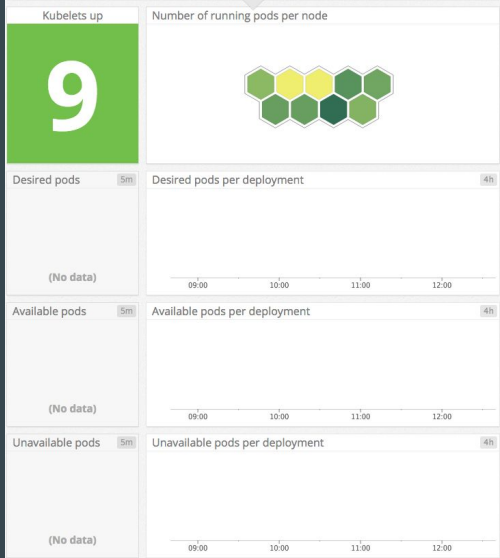 Kubelets up
Number of running pods per node
9
Desired pods 5m
Desired pods per deployment 4h
(No data)
09:00 10:00 11:00 12:00
Available pods 5m
Available pods per deployment 4h
(No data)
09:00 10:00 11:00 12:00
Unavailable pods 5m
Unavailable pods per deployment 4h
(No data)
09:00 10:00 11:00 12:00